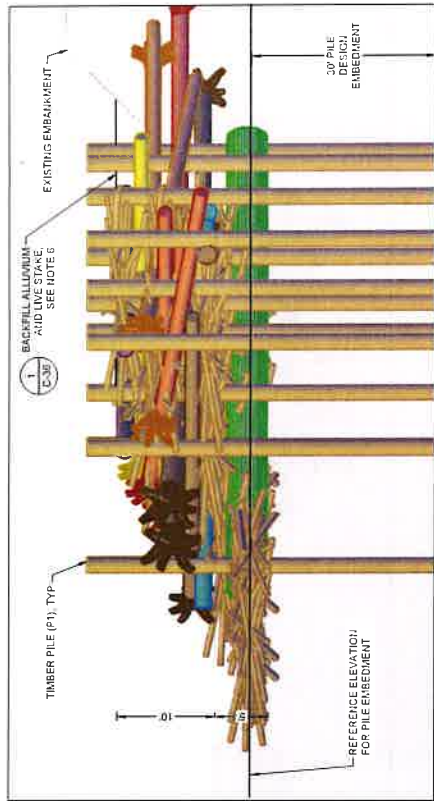 EXISTING EMBANKMENT
BACKFILL ALLUVIUM
AND LIVE STAKE,
SEE NOTE 6
1
C-36
TIMBER PILE (P1), TYP
30' PILE
DESIGN
EMBEDMENT
10'
5'
REFERENCE ELEVATION
FOR PILE EMBEDMENT